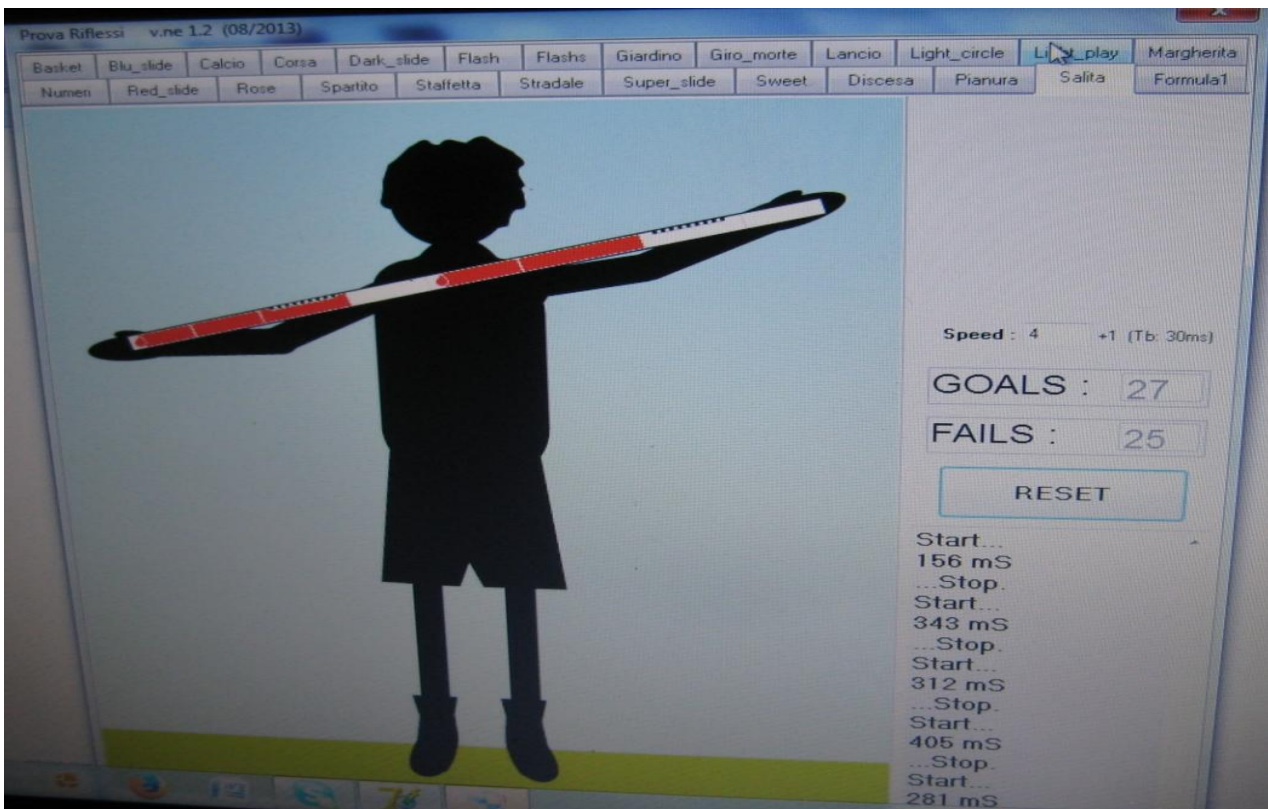 Prova Riflessi v.ne 1.2 (08/2013)
Basket Blu_slide Calcio Corsa Dark_slide Flash Flashs Giardino Giro_morte Lancio Light_circle Light_play Margherita
Numeri Red_slide Rose Spartito Staffetta Stradale Super_slide Sweet Discesa Pianura Salita Formula1
Speed : 4 +1 (Tb: 30ms)
GOALS : 27
FAILS : 25
RESET
Start...
156 mS
...Stop.
Start...
343 mS
...Stop.
Start...
312 mS
...Stop.
Start...
405 mS
...Stop.
Start...
281 mS